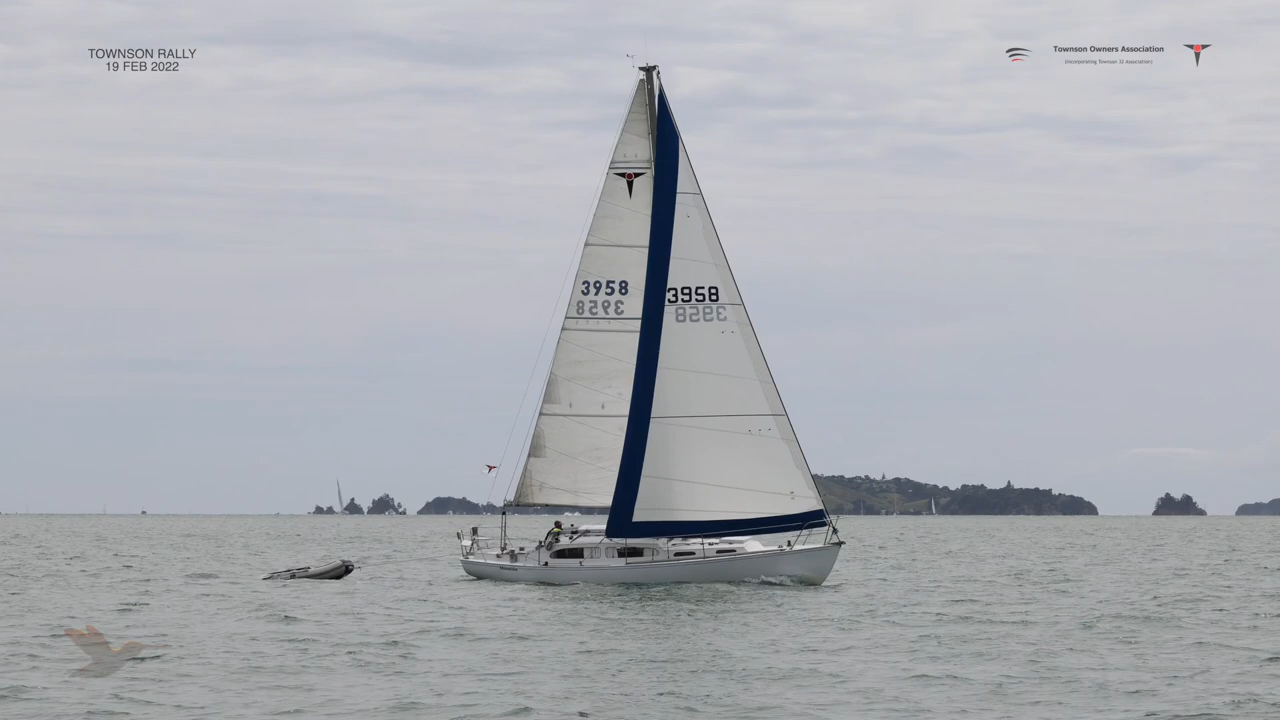 TOWNSON RALLY
19 FEB 2022
Townson Owners Association
(incorporating Townson 32 Association)
3958
3958
3958
3958